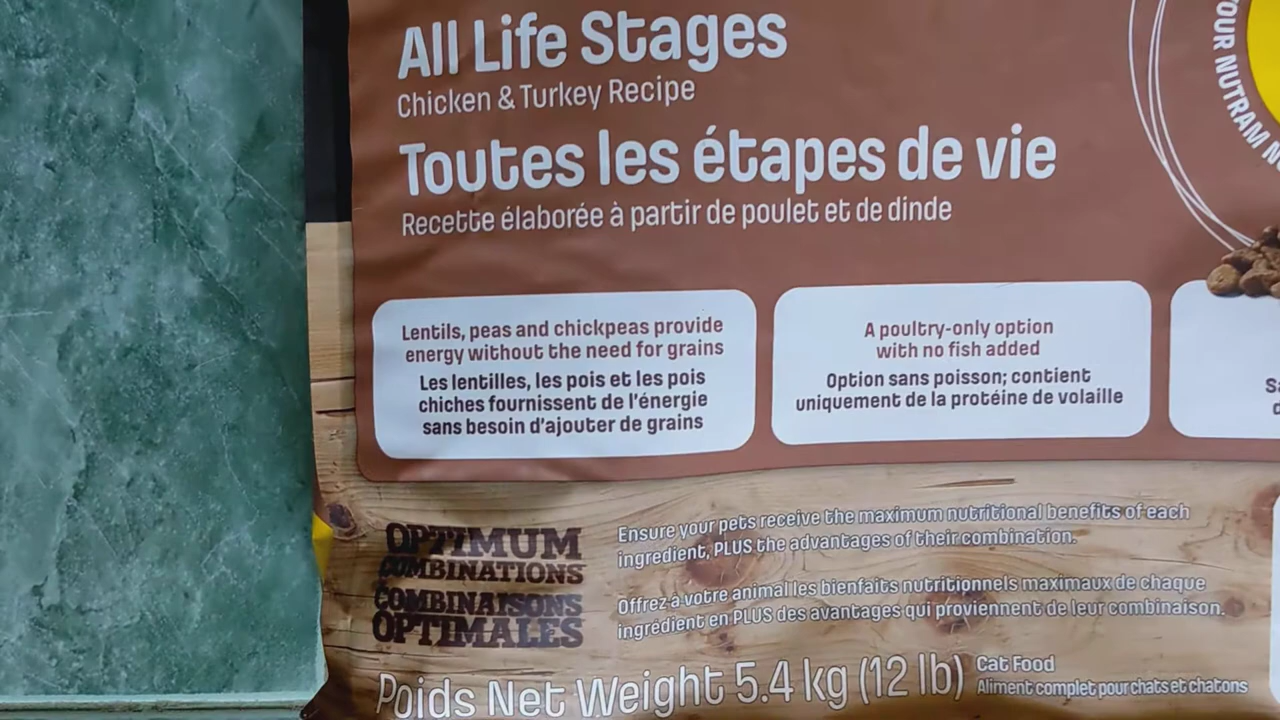 All Life Stages
Chicken & Turkey Recipe
Toutes les étapes de vie
Recette élaborée à partir de poulet et de dinde
OUR NUTRAM
Lentils, peas and chickpeas provide
energy without the need for grains
Les lentilles, les pois et les pois
chiches fournissent de l'énergie
sans besoin d'ajouter de grains
A poultry-only option
with no fish added
Option sans poisson; contient
uniquement de la protéine de volaille
OPTIMUM
COMBINATIONS
COMBINAISONS
OPTIMALES
Ensure your pets receive the maximum nutritional benefits of each
ingredient, PLUS the advantages of their combination.
Offrez à votre animal les bienfaits nutritionnels maximaux de chaque
ingrédient en PLUS des avantages qui proviennent de leur combinaison.
Poids Net Weight 5.4 kg (12 lb)
Cat Food
Aliment complet pour chats et chatons